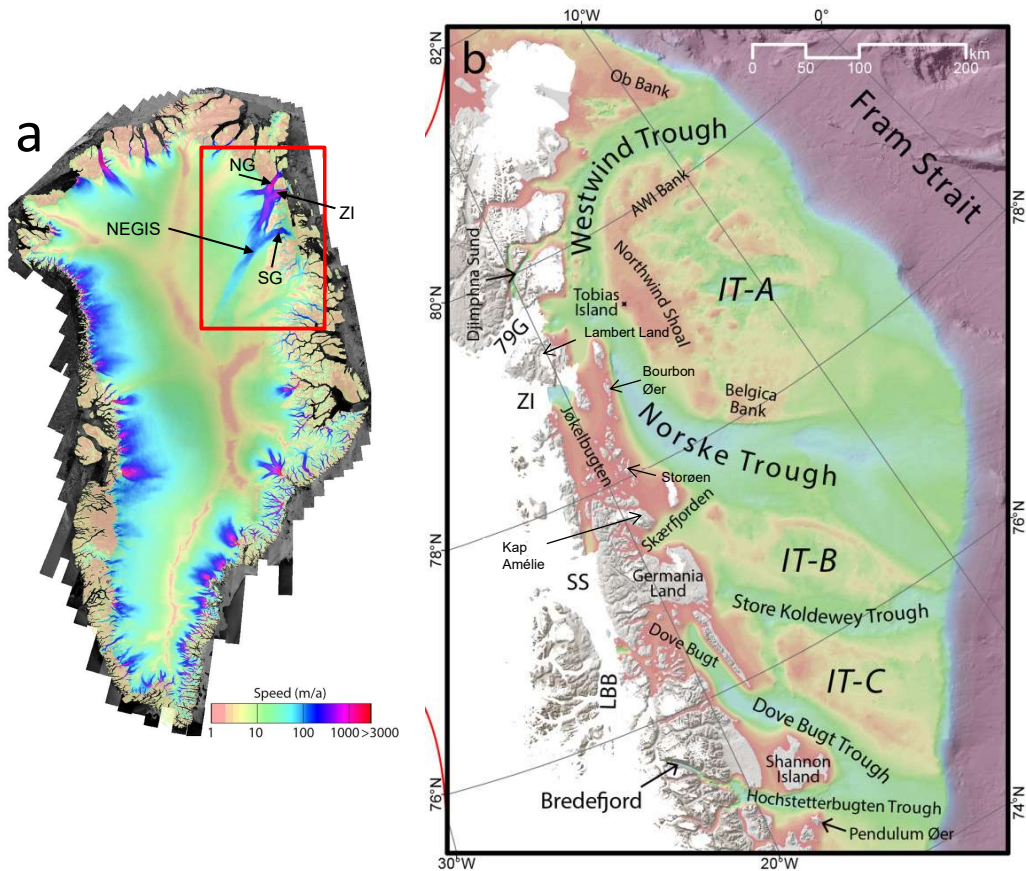 a
NG
ZI
NEGIS
SG
Speed (m/a)
1 10 100 1000 >3000
10°W
0°
82°N
b
0 50 100 200
km
Ob Bank
Westwind Trough
Fram Strait
AWI Bank
78°N
Djimphna Sund
Northwind Shoal
IT-A
Tobias
Island
80°N
79G
Lambert Land
Bourbon
Øer
Belgica
Bank
ZI
Norske Trough
Jøkelbugten
Storøen
76°N
Skærfjorden
Kap
Amélie
78°N
IT-B
SS
Germania
Land
Store Koldewey Trough
Dove Bugt
IT-C
LBB
Dove Bugt Trough
Shannon
Island
Bredefjord
Hochstetterbugten Trough
76°N
74°N
Pendulum Øer
30°W
20°W